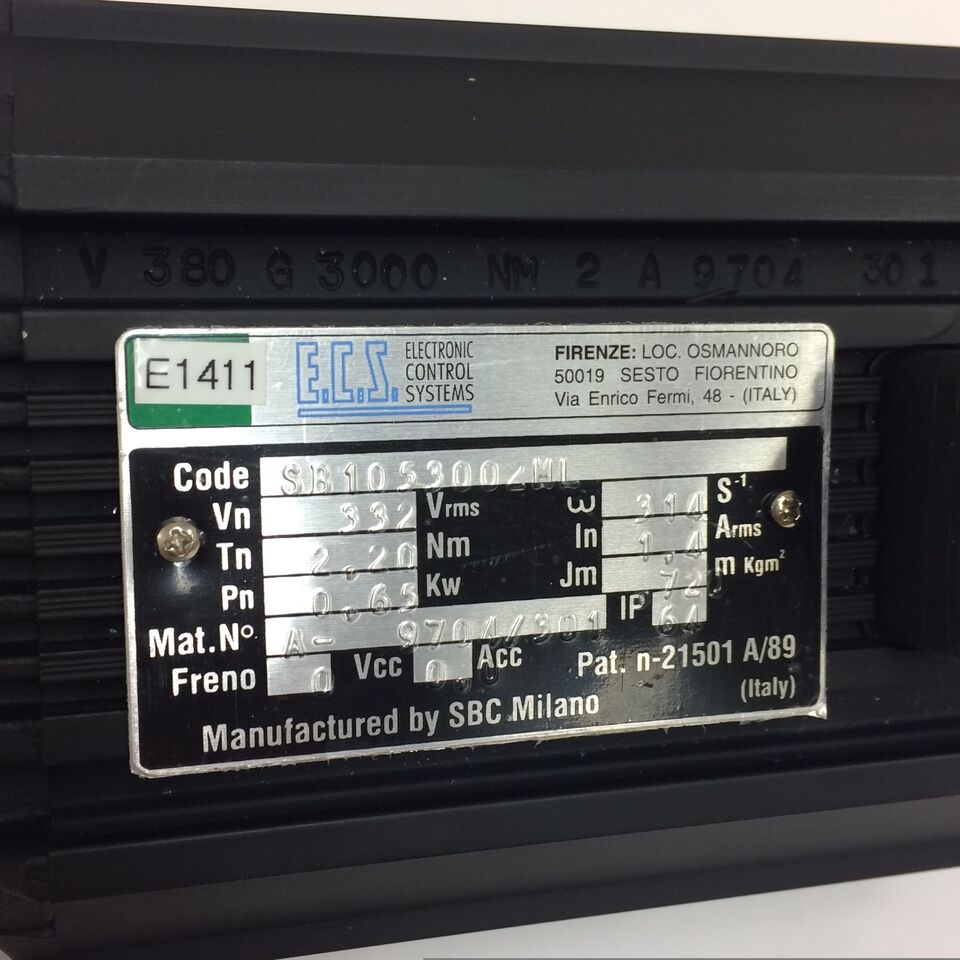 V 380 G 3000 NM 2 A 9704 301
E1411
E.C.S. ELECTRONIC CONTROL SYSTEMS
FIRENZE: LOC. OSMANNORO
50019 SESTO FIORENTINO
Via Enrico Fermi, 48 - (ITALY)
Code SB1053002ML
Vn 332 Vrms ω 314 S⁻¹
Tn 2,20 Nm In 1,4 Arms
Pn 0,65 Kw Jm m Kgm²
Mat.N° A- 9704/301 IP 64
Freno 0 Vcc Acc Pat. n-21501 A/89
Manufactured by SBC Milano (Italy)